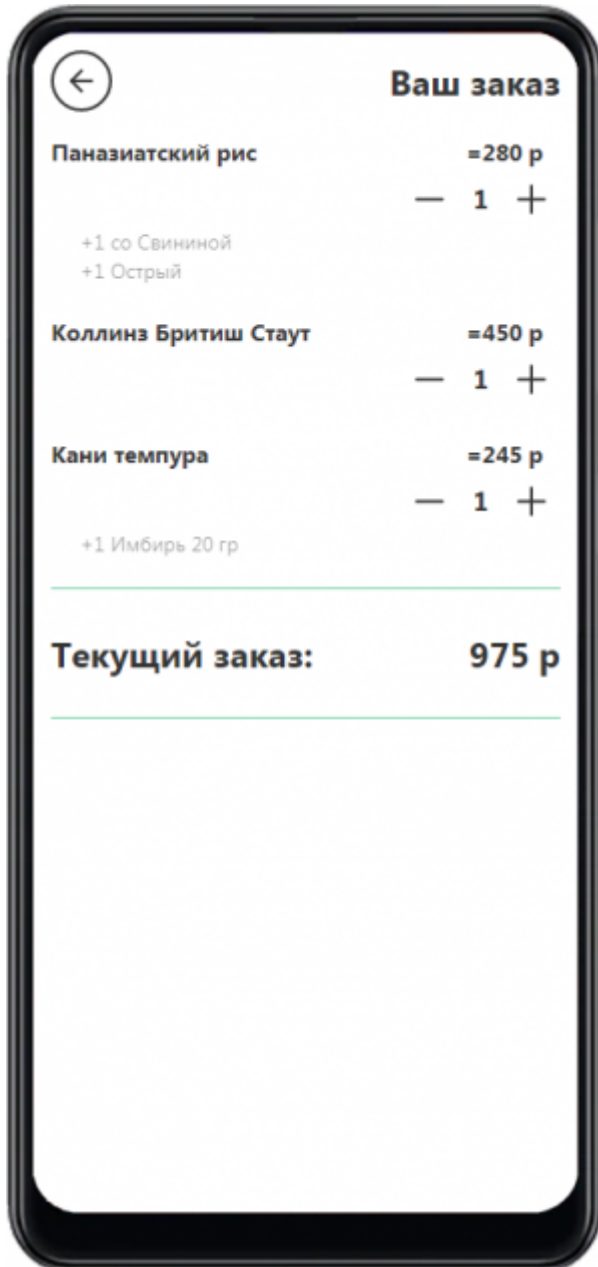 Ваш заказ
Паназиатский рис =280 р
— 1 +
+1 со Свининой
+1 Острый
Коллинз Бритиш Стаут =450 р
— 1 +
Кани темпура =245 р
— 1 +
+1 Имбирь 20 гр
Текущий заказ: 975 р